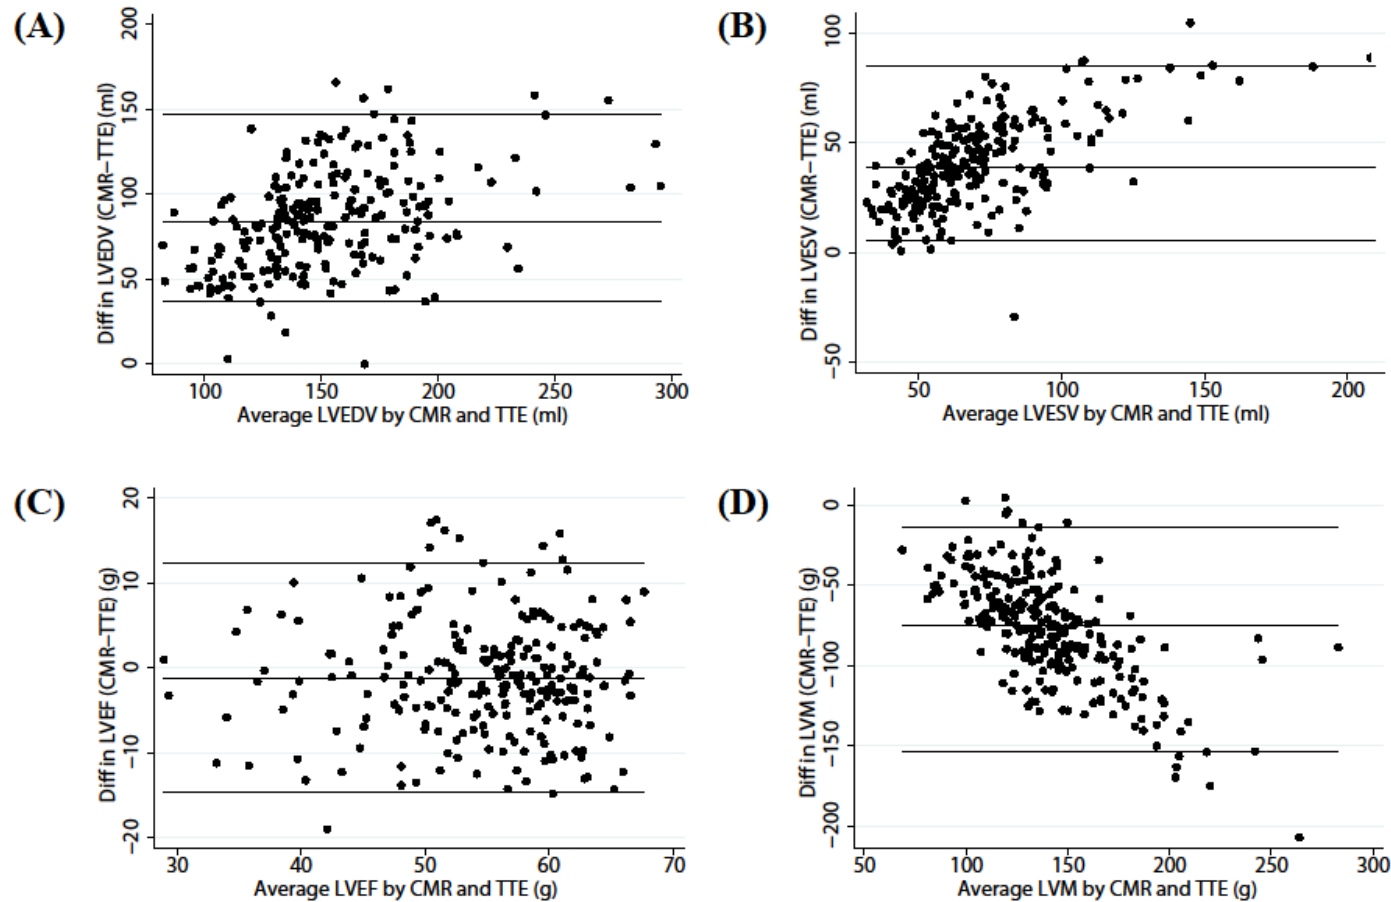 (A)
Diff in LVEDV (CMR–TTE) (ml)
200
150
100
50
0
100 150 200 250 300
Average LVEDV by CMR and TTE (ml)
(B)
Diff in LVESV (CMR–TTE) (ml)
100
50
0
−50
50 100 150 200
Average LVESV by CMR and TTE (ml)
(C)
Diff in LVEF (CMR–TTE) (g)
20
10
0
−10
−20
30 40 50 60 70
Average LVEF by CMR and TTE (g)
(D)
Diff in LVM (CMR–TTE) (g)
0
−50
−100
−150
−200
50 100 150 200 250 300
Average LVM by CMR and TTE (g)